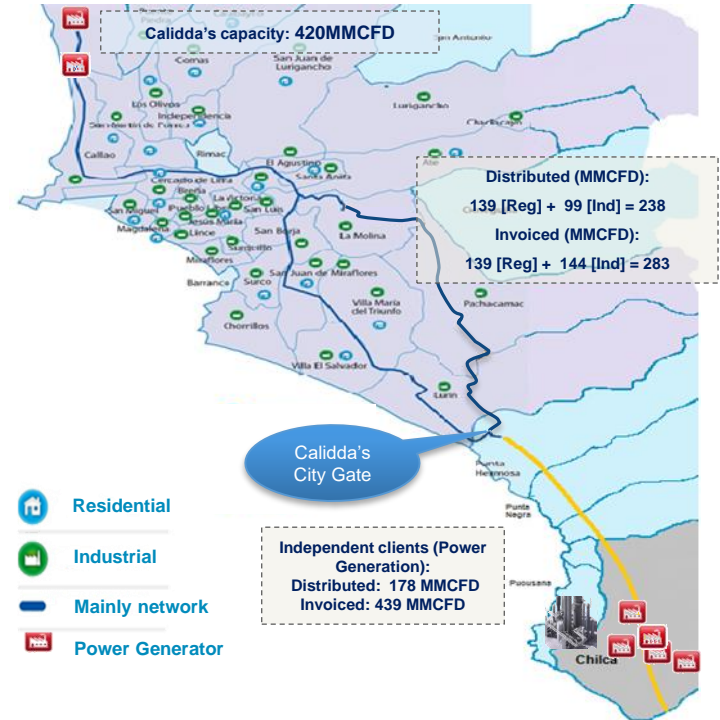 Calidda's capacity: 420MMCFD
San Antonio
Comas
San Juan de
Lurigancho
Los Olivos
Independencia
San Martín de Porres
Lurigancho
Chaclacayo
Callao
Rimac
El Agustino
Santa Anita
Ate
Cercado de Lima
Breña
La Victoria
San Miguel
Pueblo Libre
San Luis
Jesús María
Magdalena
Lince
San Borja
La Molina
Surquillo
Miraflores
San Juan de Miraflores
Barranco
Surco
Villa María
del Triunfo
Pachacamac
Chorrillos
Villa El Salvador
Lurin
Distributed (MMCFD):
139 [Reg] + 99 [Ind] = 238
Invoiced (MMCFD):
139 [Reg] + 144 [Ind] = 283
Calidda's
City Gate
Punta
Hermosa
Punta
Negra
Pucusana
Chilca
Independent clients (Power
Generation):
Distributed: 178 MMCFD
Invoiced: 439 MMCFD
Residential
Industrial
Mainly network
Power Generator